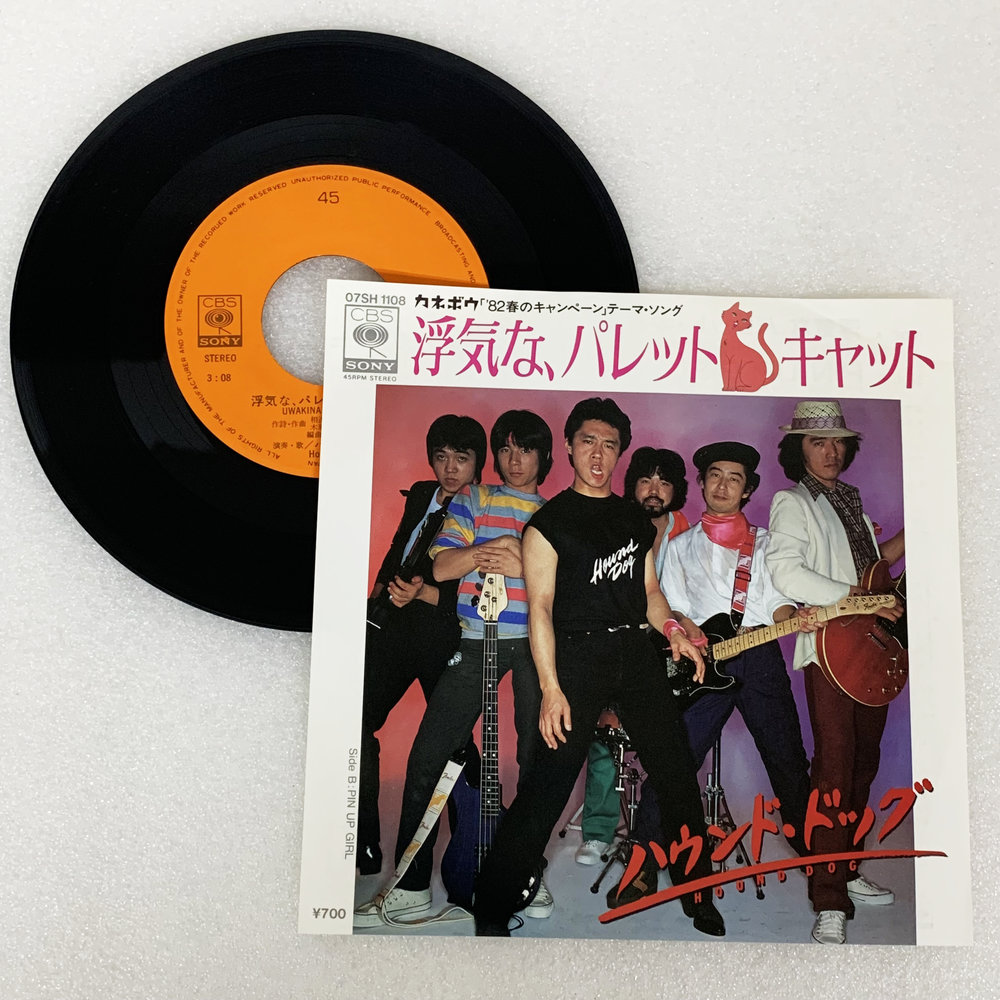 45
ALL RIGHTS OF THE MANUFACTURER AND OF THE OWNER OF THE RECORDED WORK RESERVED UNAUTHORIZED PUBLIC PERFORMANCE, BROADCASTING AND
CBS
SONY
STEREO
3:08
浮気な、パレ
UWAKINA
作詩・作曲
編曲
演奏・歌／
07SH 1108 カネボウ「'82春のキャンペーン」テーマ・ソング
CBS
SONY
45RPM STEREO
浮気な、パレットキャット
Hound
Dog
Fender
Side B: PIN UP GIRL
ハウンド・ドッグ
HOUND DOG
¥700